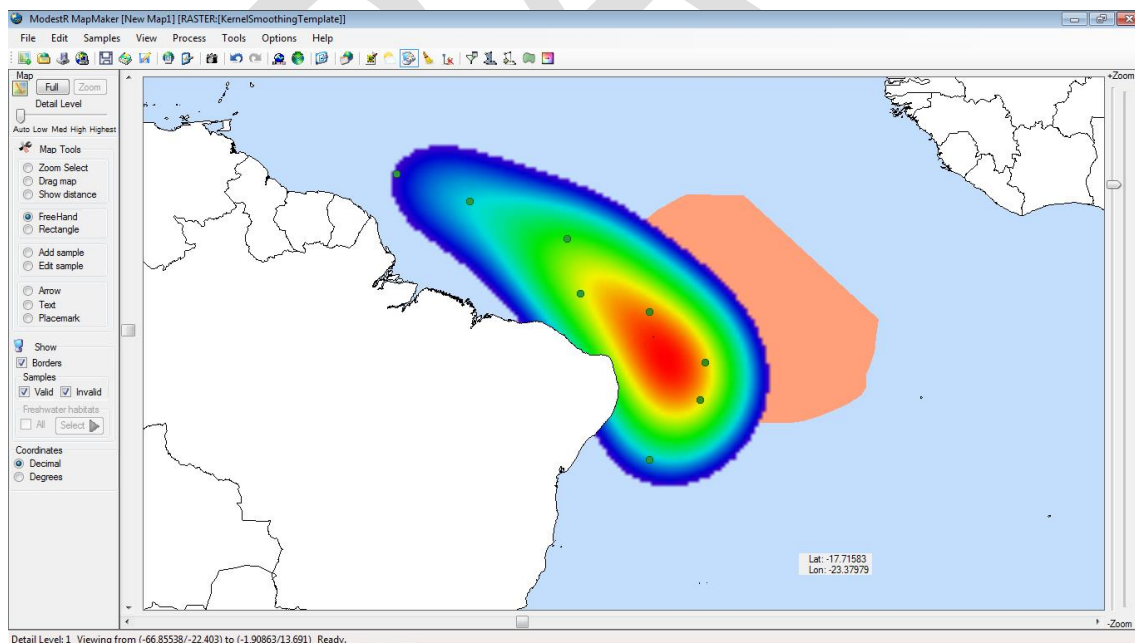 ModestR MapMaker [New Map1] [RASTER:[KernelSmoothingTemplate]]
File Edit Samples View Process Tools Options Help
Map
Full Zoom
Detail Level
Auto Low Med High Highest
Map Tools
Zoom Select
Drag map
Show distance
FreeHand
Rectangle
Add sample
Edit sample
Arrow
Text
Placemark
Show
Borders
Samples
Valid Invalid
Freshwater habitats
All Select
Coordinates
Decimal
Degrees
+Zoom
Lat: -17.71583
Lon: -23.37979
-Zoom
Detail Level: 1 Viewing from (-66.85538/-22.403) to (-1.90863/13.691) Ready.